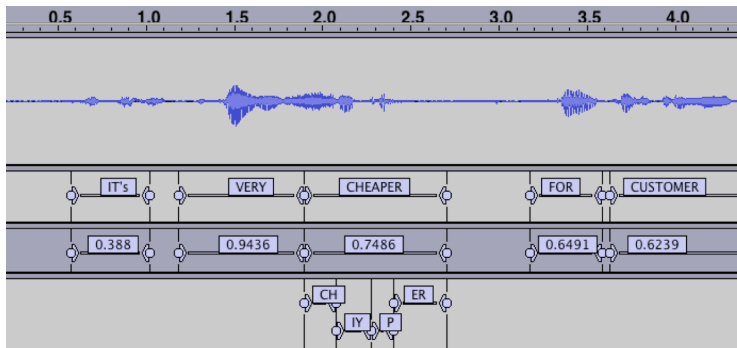 0.5 1.0 1.5 2.0 2.5 3.0 3.5 4.0
IT's VERY CHEAPER FOR CUSTOMER
0.388 0.9436 0.7486 0.6491 0.6239
CH ER
IY P